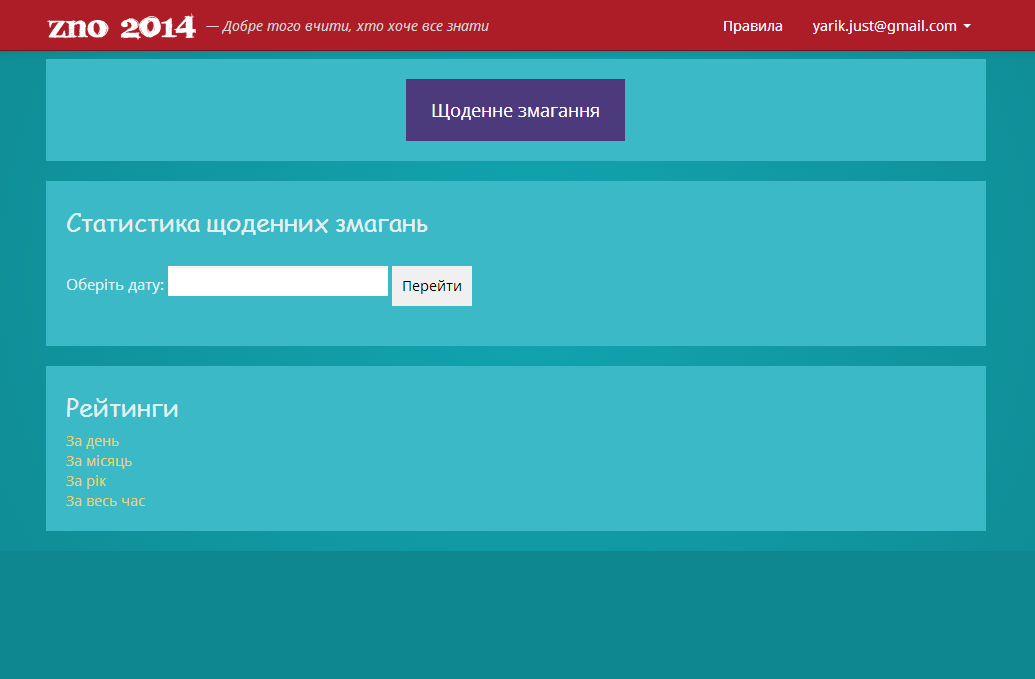 zno 2014 — Добре того вчити, хто хоче все знати Правила yarik.just@gmail.com
Щоденне змагання
Статистика щоденних змагань
Оберіть дату: Перейти
Рейтинги
За день
За місяць
За рік
За весь час